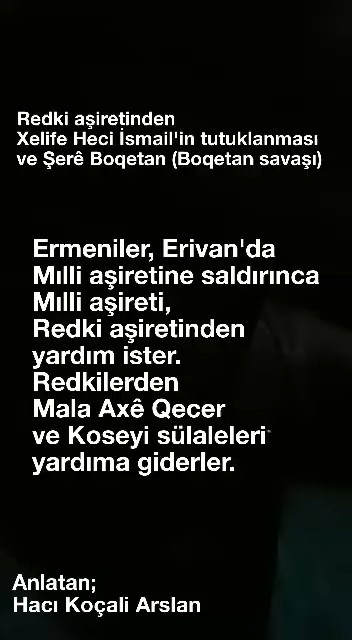 Redki aşiretinden
Xelife Heci İsmail'in tutuklanması
ve Şerê Boqetan (Boqetan savaşı)
Ermeniler, Erivan'da
Mılli aşiretine saldırınca
Mılli aşireti,
Redki aşiretinden
yardım ister.
Redkilerden
Mala Axê Qecer
ve Koseyi sülaleleri
yardıma giderler.
Anlatan;
Hacı Koçali Arslan